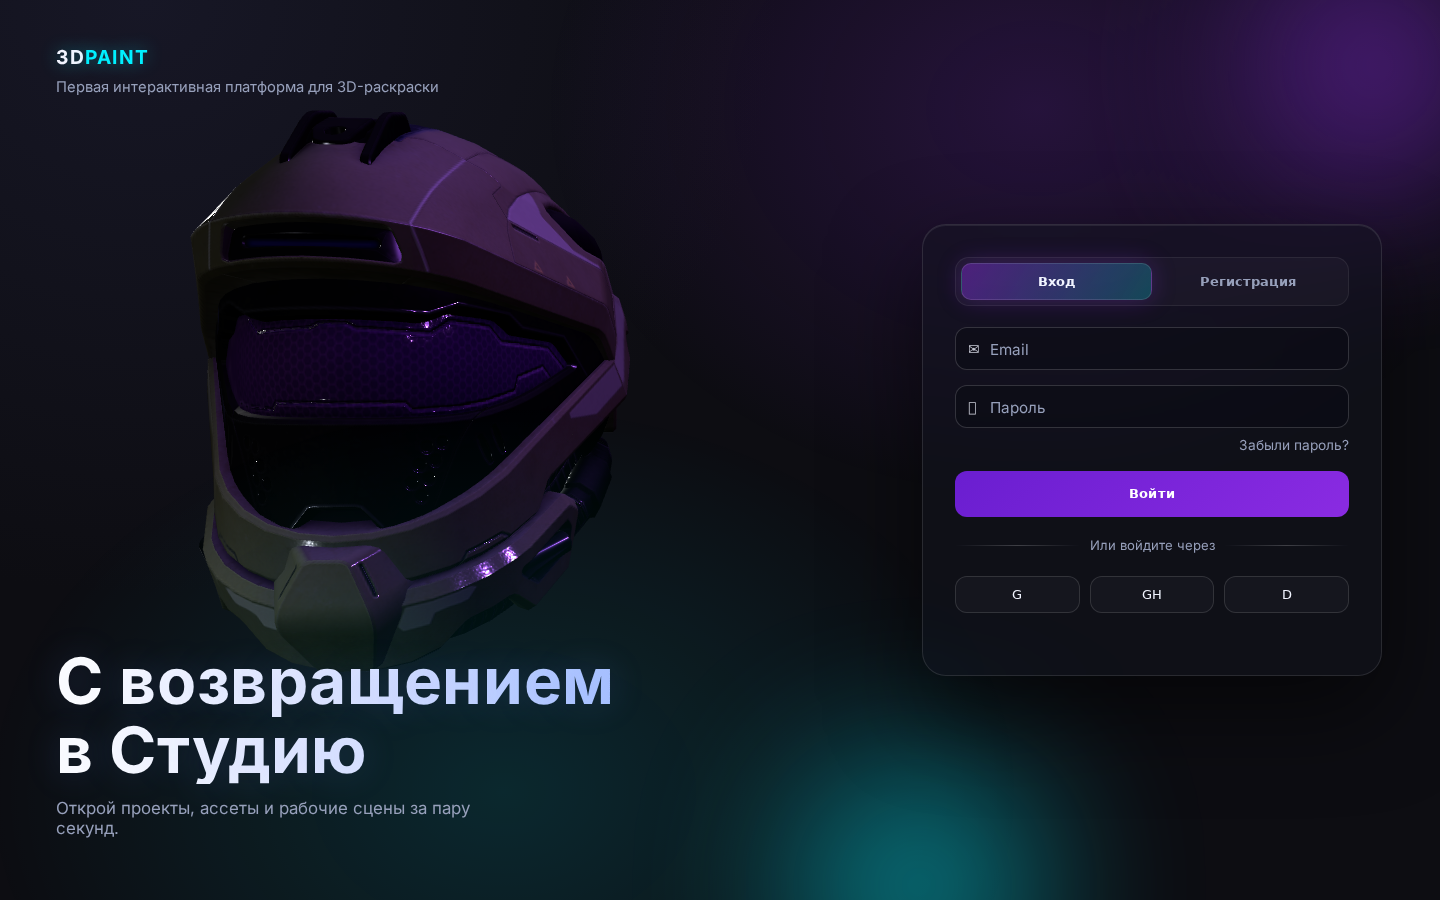 3DPAINT
Первая интерактивная платформа для 3D-раскраски
С возвращением
в Студию
Открой проекты, ассеты и рабочие сцены за пару
секунд.
Вход Регистрация
Email
Пароль
Забыли пароль?
Войти
Или войдите через
G GH D